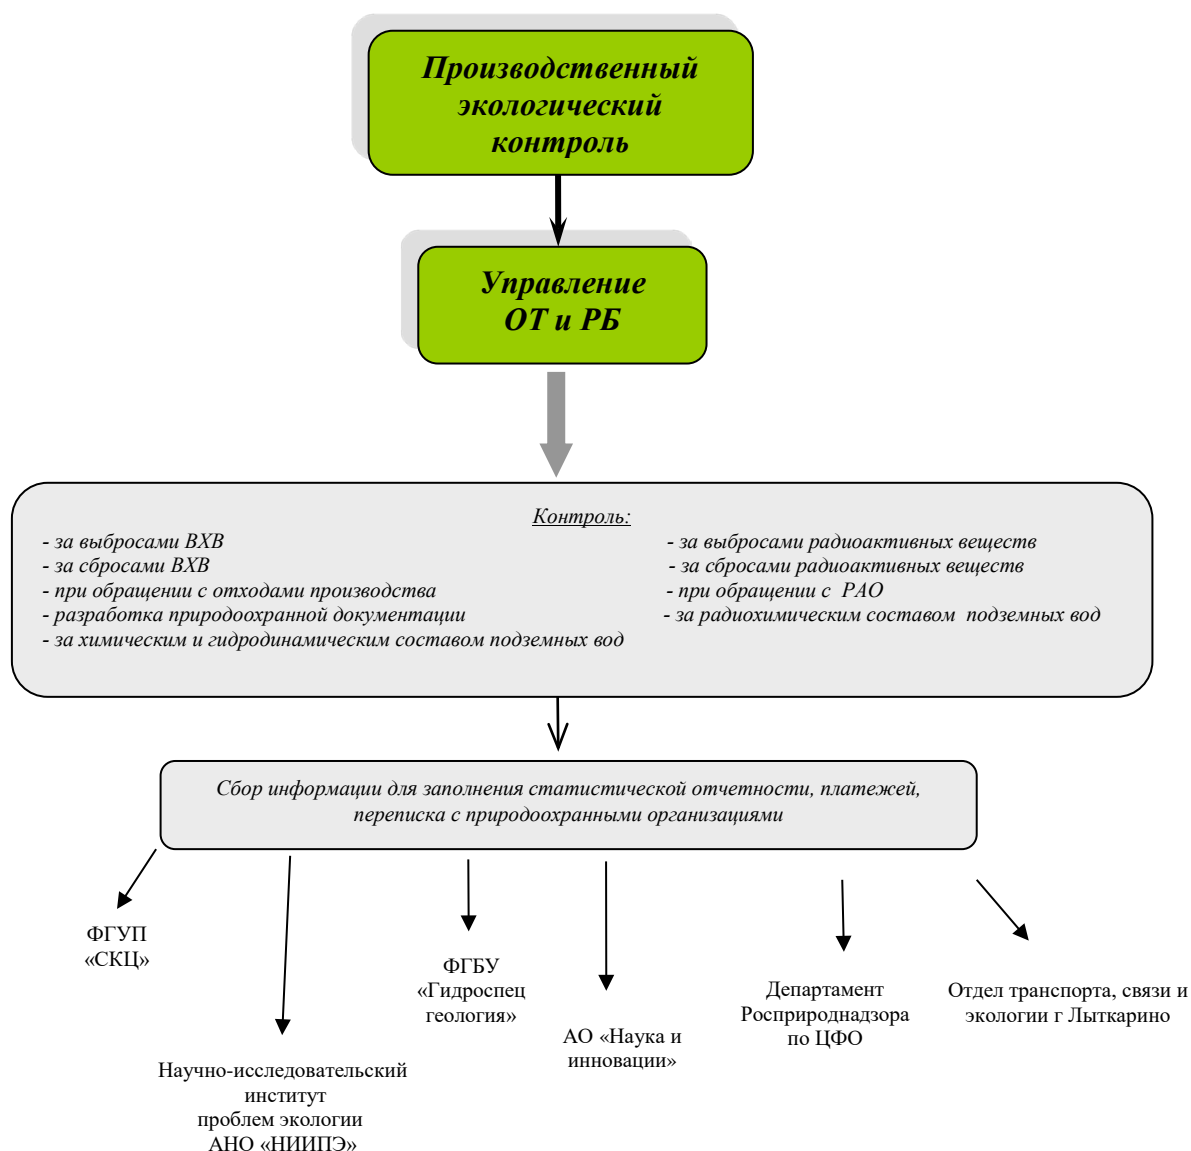 Производственный
экологический
контроль
Управление
ОТ и РБ
Контроль:
- за выбросами ВХВ - за выбросами радиоактивных веществ
- за сбросами ВХВ - за сбросами радиоактивных веществ
- при обращении с отходами производства - при обращении с РАО
- разработка природоохранной документации - за радиохимическим составом подземных вод
- за химическим и гидродинамическим составом подземных вод
Сбор информации для заполнения статистической отчетности, платежей,
переписка с природоохранными организациями
ФГУП
«СКЦ»
Научно-исследовательский
институт
проблем экологии
АНО «НИИПЭ»
ФГБУ
«Гидроспец
геология»
АО «Наука и
инновации»
Департамент
Росприроднадзора
по ЦФО
Отдел транспорта, связи и
экологии г Лыткарино